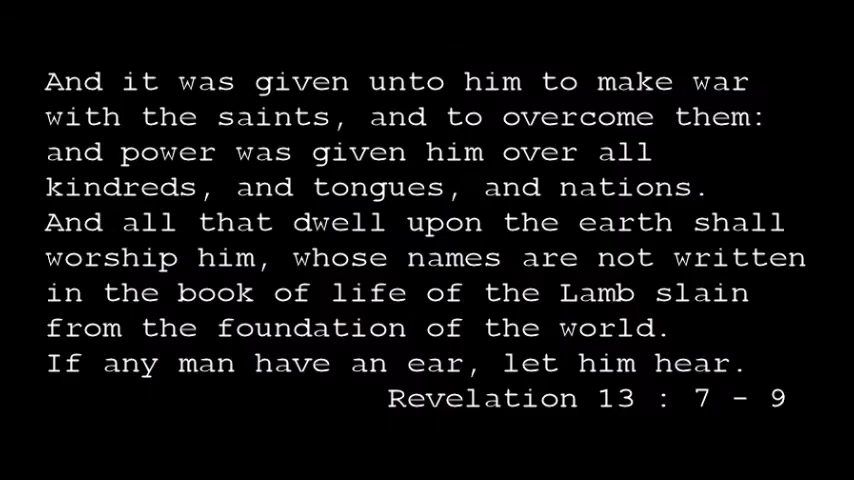 And it was given unto him to make war
with the saints, and to overcome them:
and power was given him over all
kindreds, and tongues, and nations.
And all that dwell upon the earth shall
worship him, whose names are not written
in the book of life of the Lamb slain
from the foundation of the world.
If any man have an ear, let him hear.
Revelation 13 : 7 - 9